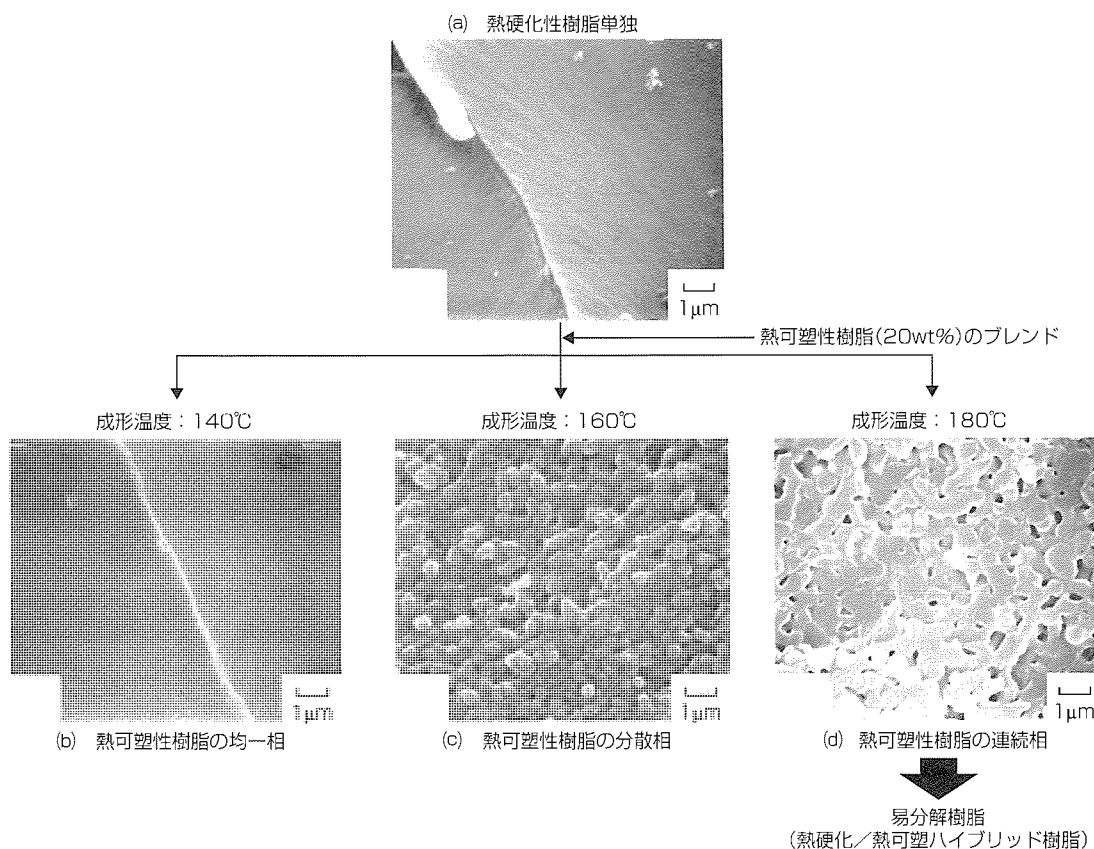 (a) 熱硬化性樹脂単独
1μm
熱可塑性樹脂(20wt%)のブレンド
成形温度：140℃
成形温度：160℃
成形温度：180℃
1μm
1μm
1μm
(b) 熱可塑性樹脂の均一相
(c) 熱可塑性樹脂の分散相
(d) 熱可塑性樹脂の連続相
易分解樹脂
(熱硬化／熱可塑ハイブリッド樹脂)